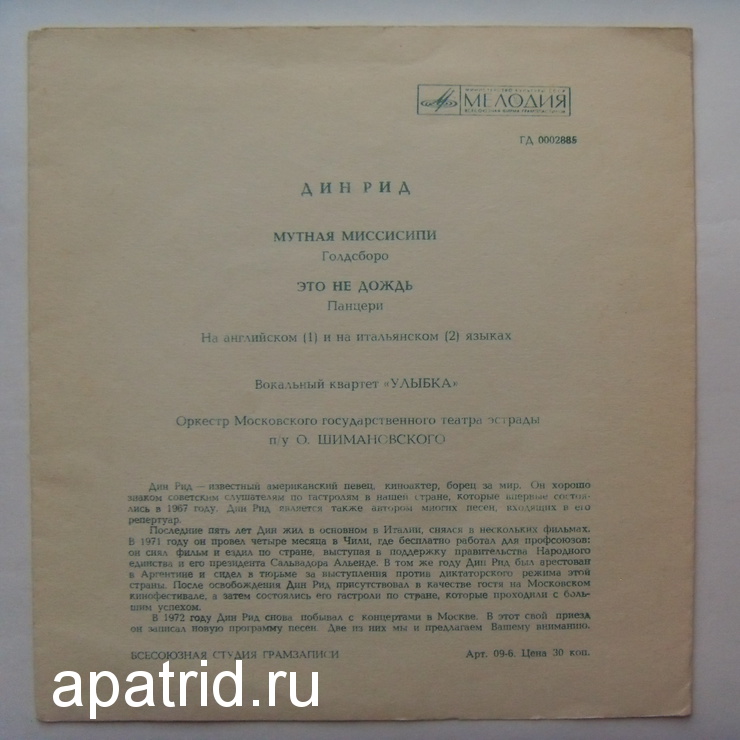 МИНИСТЕРСТВО КУЛЬТУРЫ СССР
МЕЛОДИЯ
ВСЕСОЮЗНАЯ ФИРМА ГРАМПЛАСТИНОК
ГД 0002885
ДИН РИД
МУТНАЯ МИССИСИПИ
Голдсборо
ЭТО НЕ ДОЖДЬ
Панцери
На английском (1) и на итальянском (2) языках
Вокальный квартет «УЛЫБКА»
Оркестр Московского государственного театра эстрады
п/у О. ШИМАНОВСКОГО
Дин Рид — известный американский певец, киноактер, борец за мир. Он хорошо
знаком советским слушателям по гастролям в нашей стране, которые впервые состоя-
лись в 1967 году. Дин Рид является также автором многих песен, входящих в его
репертуар.
Последние пять лет Дин жил в основном в Италии, снялся в нескольких фильмах.
В 1971 году он провел четыре месяца в Чили, где бесплатно работал для профсоюзов:
он снял фильм и ездил по стране, выступая в поддержку правительства Народного
единства и его президента Сальвадора Альенде. В том же году Дин Рид был арестован
в Аргентине и сидел в тюрьме за выступления против диктаторского режима этой
страны. После освобождения Дин Рид присутствовал в качестве гостя на Московском
кинофестивале, а затем состоялись его гастроли по стране, которые проходили с боль-
шим успехом.
В 1972 году Дин Рид снова побывал с концертами в Москве. В этот свой приезд
он записал новую программу песен. Две из них мы и предлагаем Вашему вниманию.
ВСЕСОЮЗНАЯ СТУДИЯ ГРАМЗАПИСИ
Арт. 09-6. Цена 30 коп.
apatrid.ru